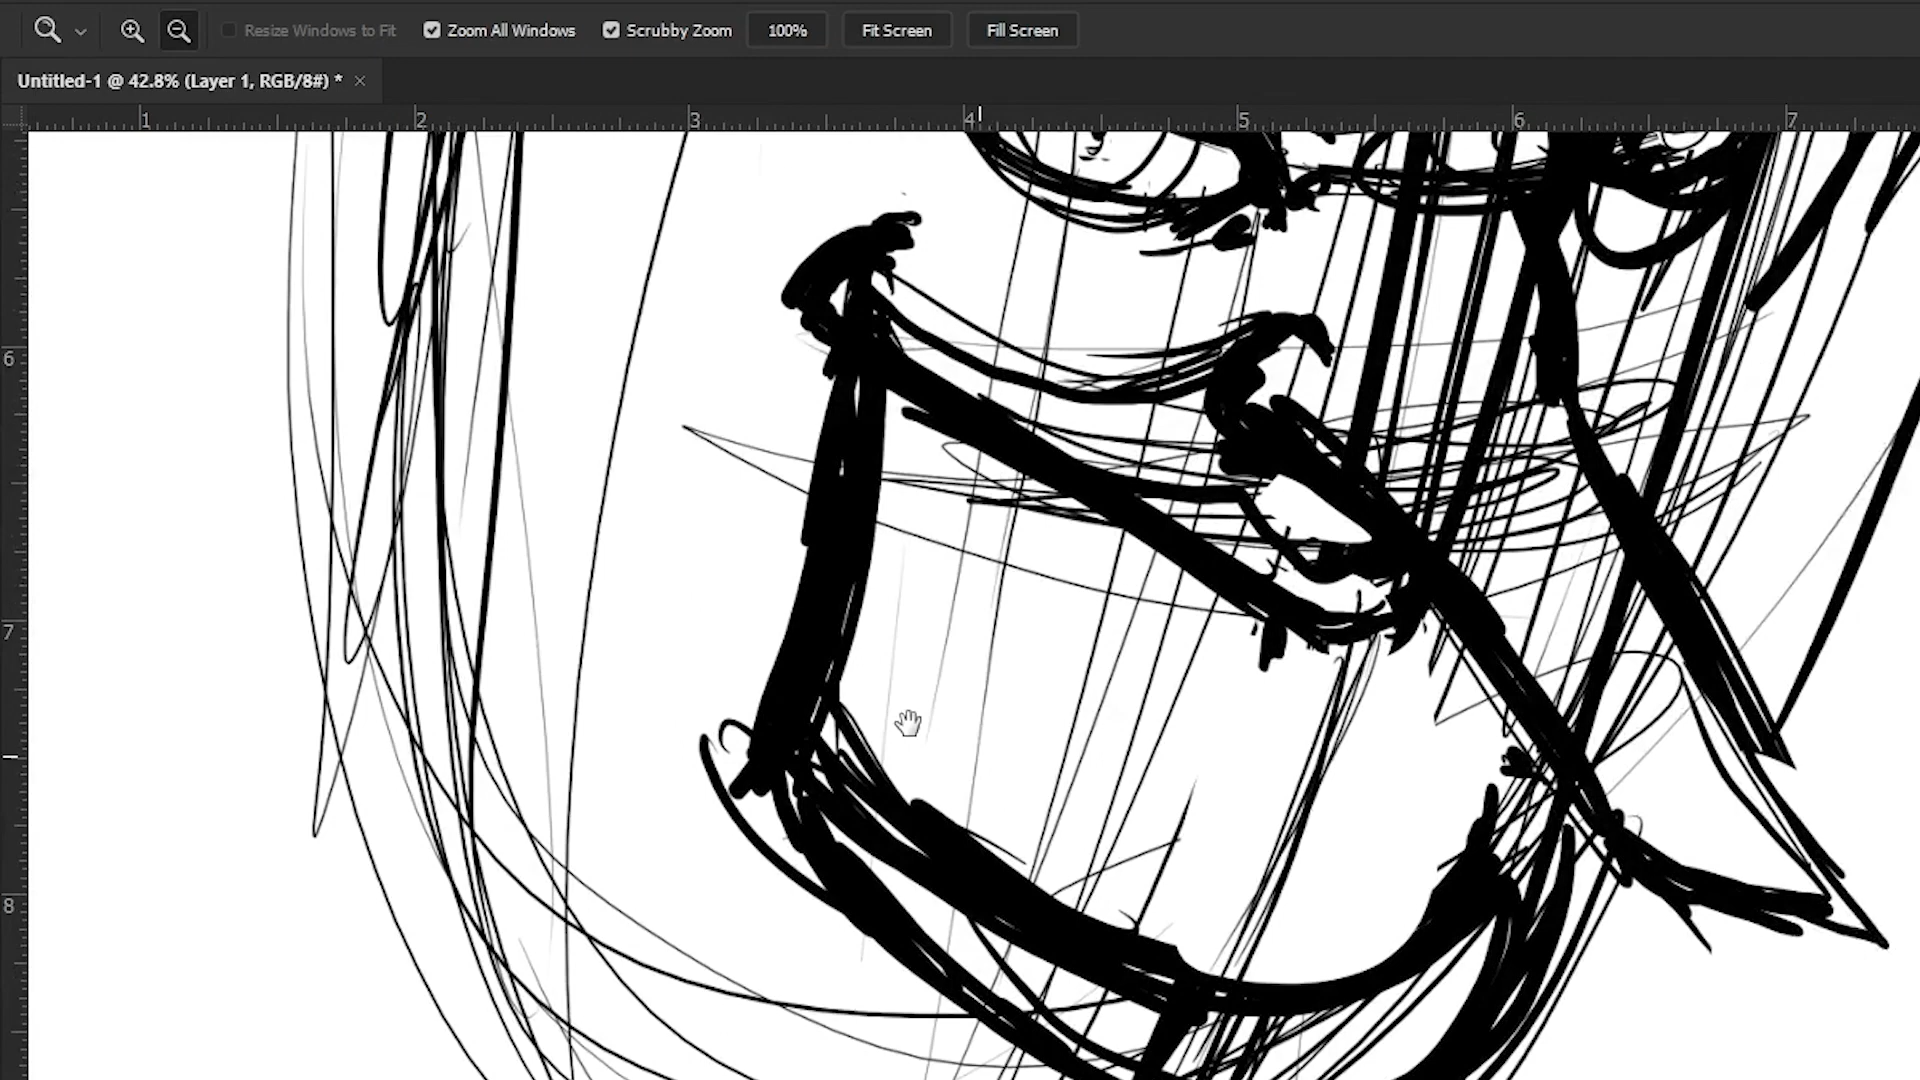 Resize Windows to Fit Zoom All Windows Scrubby Zoom 100% Fit Screen Fill Screen
Untitled-1 @ 42.8% (Layer 1, RGB/8#) *
1 2 3 4 5 6 7
6
7
8